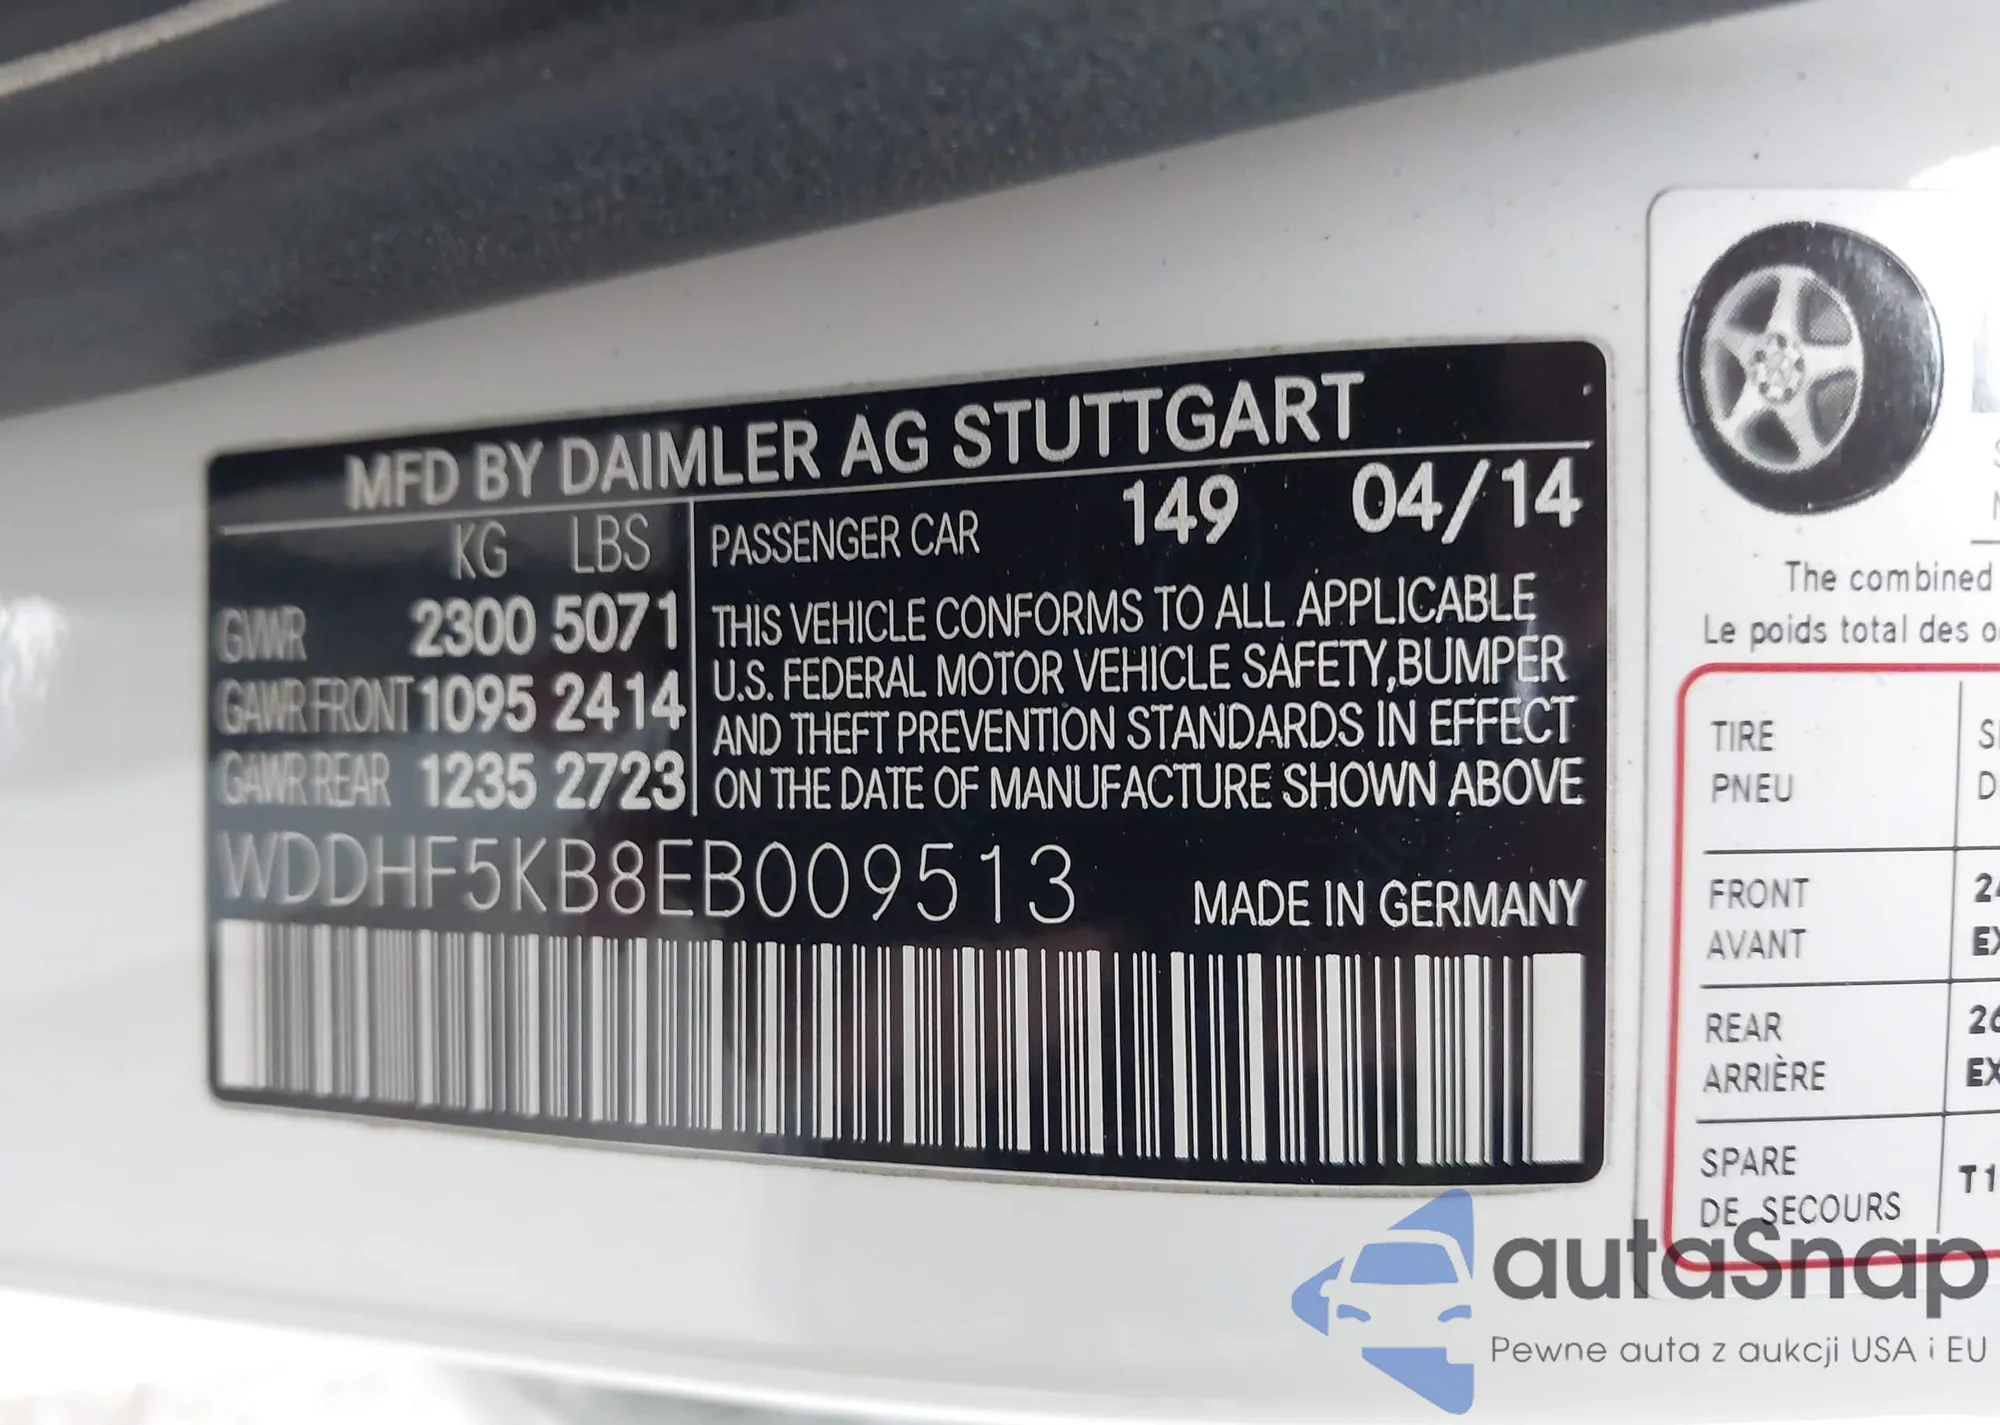 MFD BY DAIMLER AG STUTTGART
KG LBS
GVWR 2300 5071
GAWR FRONT 1095 2414
GAWR REAR 1235 2723
PASSENGER CAR 149 04/14
THIS VEHICLE CONFORMS TO ALL APPLICABLE
U.S. FEDERAL MOTOR VEHICLE SAFETY,BUMPER
AND THEFT PREVENTION STANDARDS IN EFFECT
ON THE DATE OF MANUFACTURE SHOWN ABOVE
WDDHF5KB8EB009513
MADE IN GERMANY
The combined
Le poids total des
TIRE
PNEU
FRONT
AVANT
REAR
ARRIÈRE
SPARE
DE SECOURS
autaSnap
Pewne auta z aukcji USA i EU